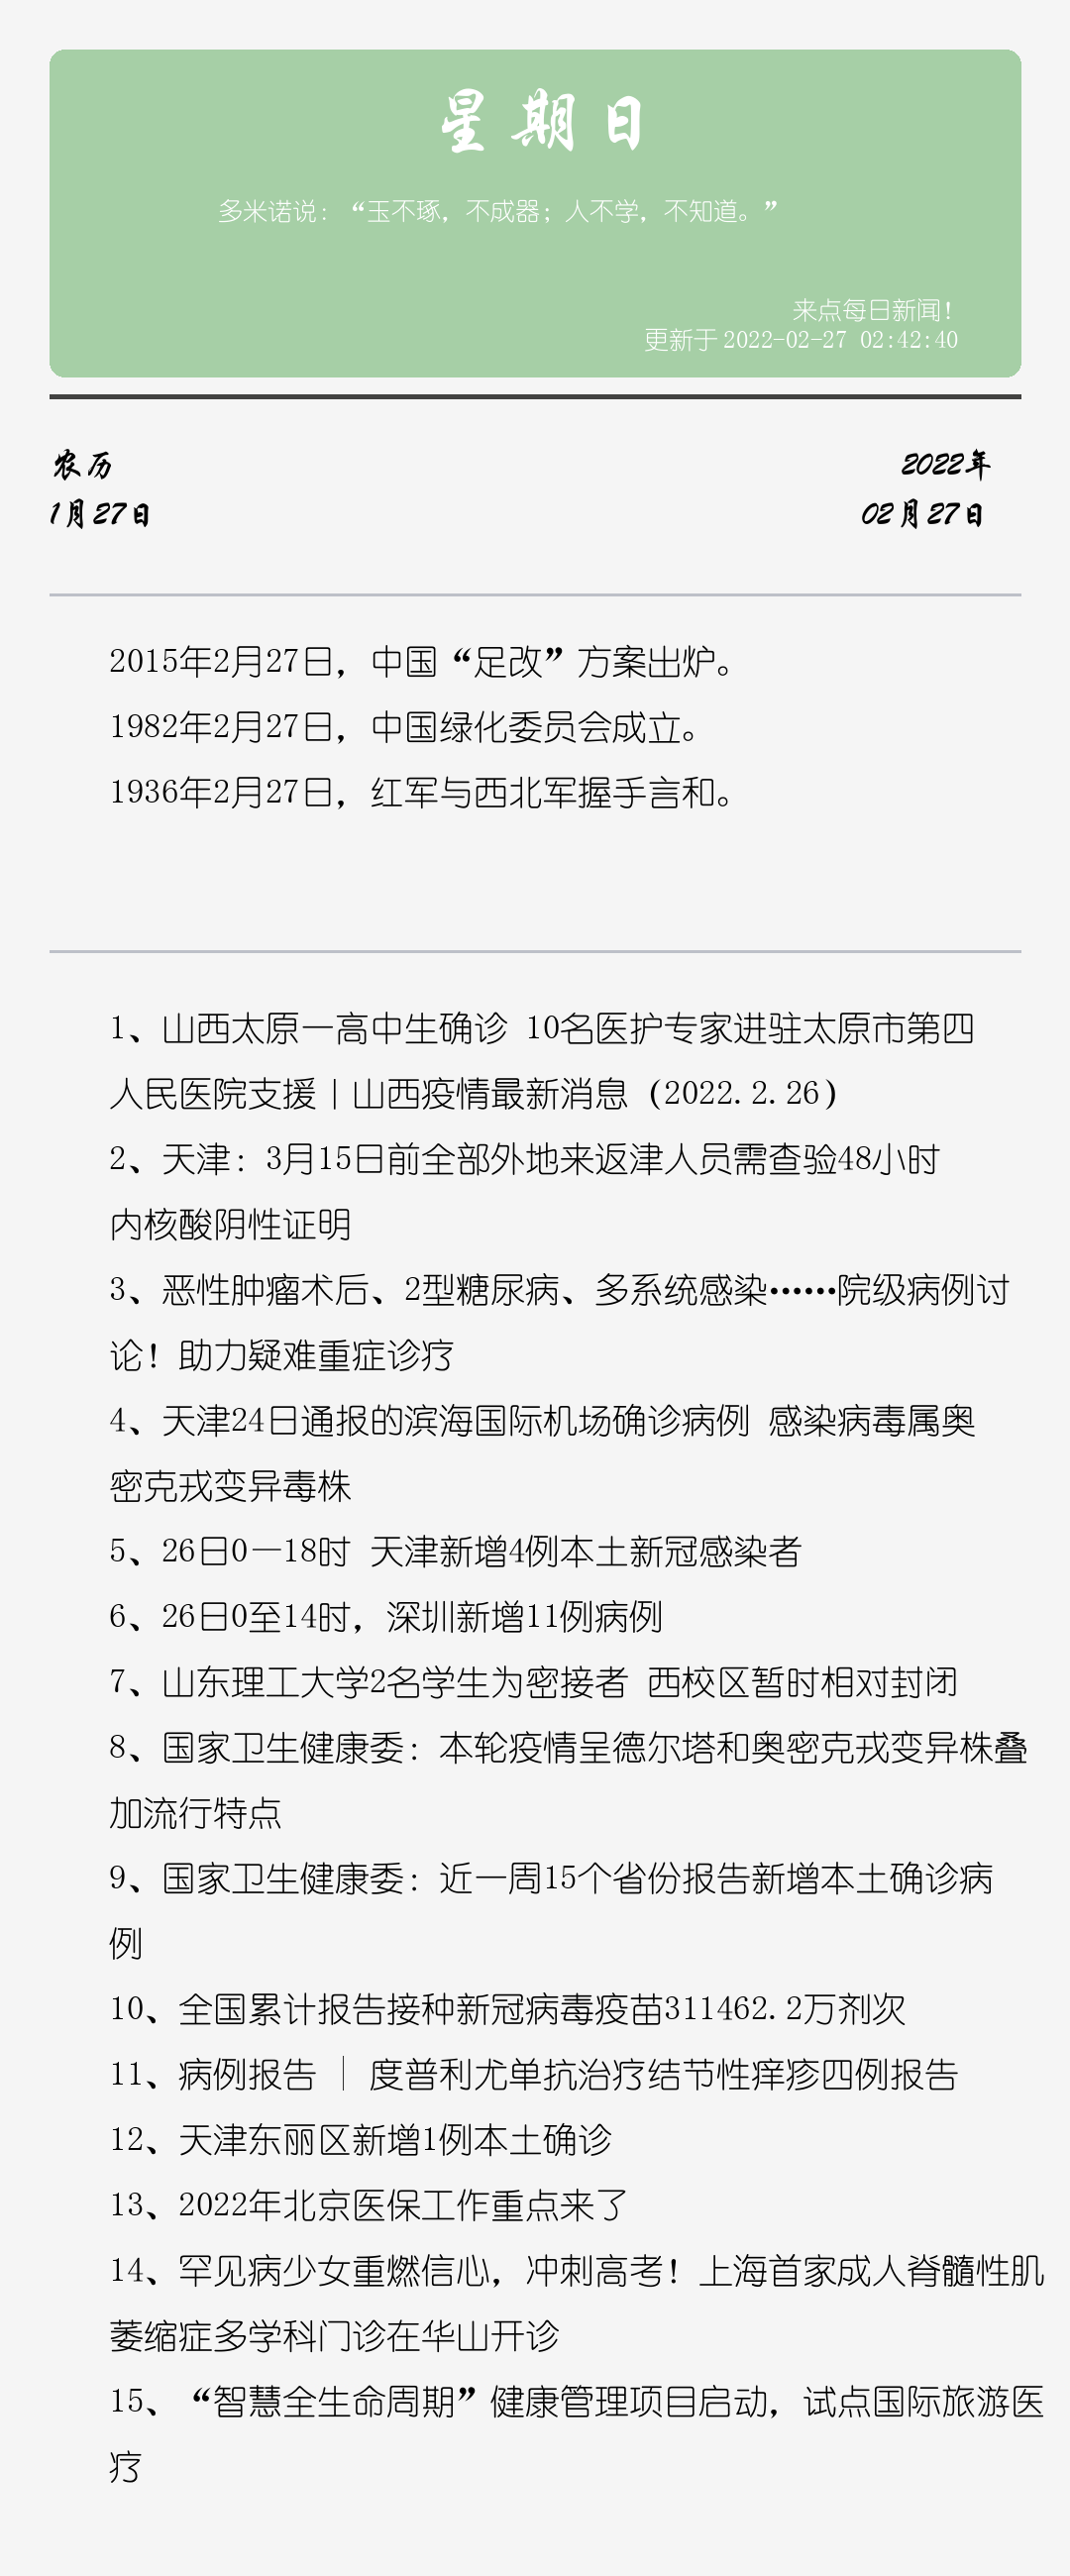 星期日
多米诺说：“玉不琢，不成器；人不学，不知道。”
来点每日新闻！
更新于 2022-02-27 02:42:40
农历
2022年
1月27日
02月27日
2015年2月27日，中国“足改”方案出炉。
1982年2月27日，中国绿化委员会成立。
1936年2月27日，红军与西北军握手言和。
1、山西太原一高中生确诊 10名医护专家进驻太原市第四
人民医院支援丨山西疫情最新消息（2022.2.26）
2、天津：3月15日前全部外地来返津人员需查验48小时
内核酸阴性证明
3、恶性肿瘤术后、2型糖尿病、多系统感染……院级病例讨
论！助力疑难重症诊疗
4、天津24日通报的滨海国际机场确诊病例 感染病毒属奥
密克戎变异毒株
5、26日0—18时 天津新增4例本土新冠感染者
6、26日0至14时，深圳新增11例病例
7、山东理工大学2名学生为密接者 西校区暂时相对封闭
8、国家卫生健康委：本轮疫情呈德尔塔和奥密克戎变异株叠
加流行特点
9、国家卫生健康委：近一周15个省份报告新增本土确诊病
例
10、全国累计报告接种新冠病毒疫苗311462.2万剂次
11、病例报告 │ 度普利尤单抗治疗结节性痒疹四例报告
12、天津东丽区新增1例本土确诊
13、2022年北京医保工作重点来了
14、罕见病少女重燃信心，冲刺高考！上海首家成人脊髓性肌
萎缩症多学科门诊在华山开诊
15、“智慧全生命周期”健康管理项目启动，试点国际旅游医
疗